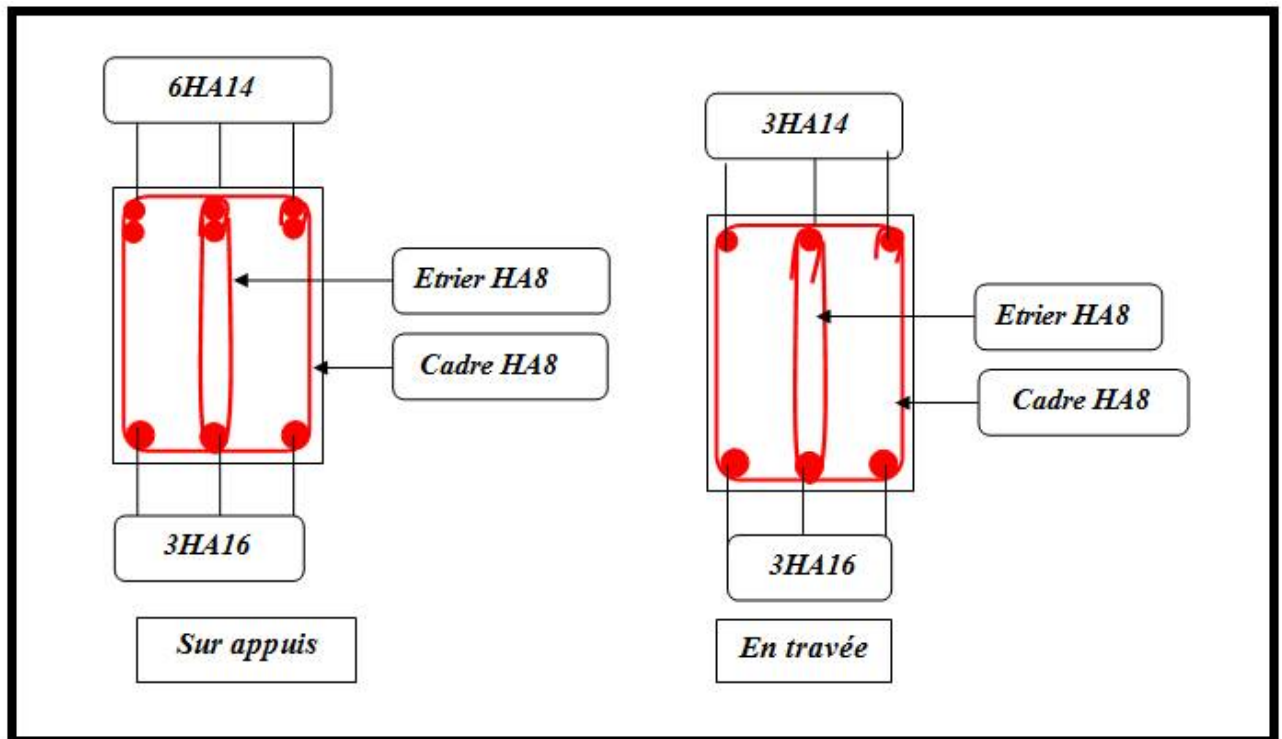 6HA14
Etrier HA8
Cadre HA8
3HA16
Sur appuis
3HA14
Etrier HA8
Cadre HA8
3HA16
En travée